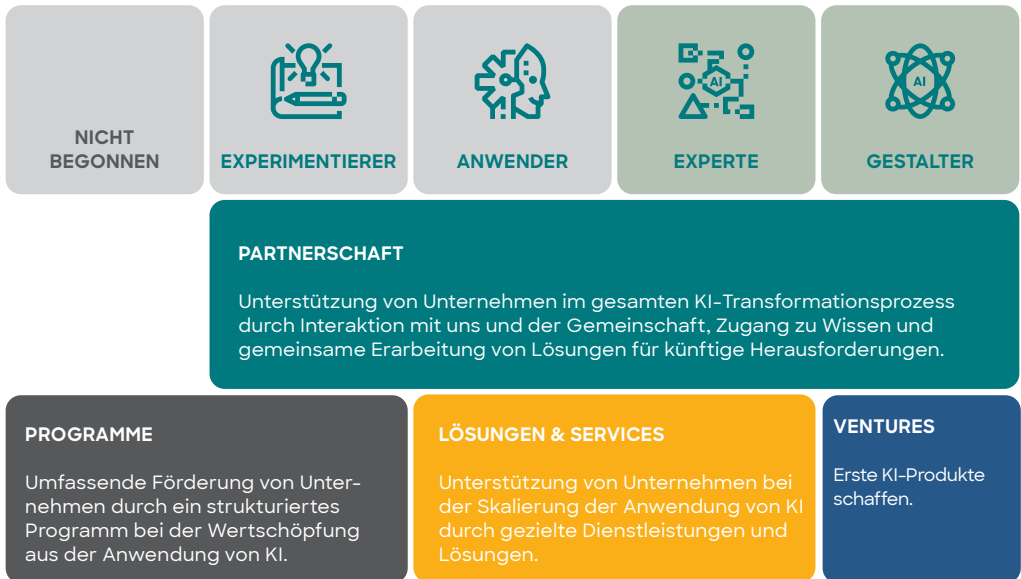 NICHT
BEGONNEN
EXPERIMENTIERER
ANWENDER
AI
EXPERTE
AI
GESTALTER
PARTNERSCHAFT
Unterstützung von Unternehmen im gesamten KI-Transformationsprozess
durch Interaktion mit uns und der Gemeinschaft, Zugang zu Wissen und
gemeinsame Erarbeitung von Lösungen für künftige Herausforderungen.
PROGRAMME
Umfassende Förderung von Unter-
nehmen durch ein strukturiertes
Programm bei der Wertschöpfung
aus der Anwendung von KI.
LÖSUNGEN & SERVICES
Unterstützung von Unternehmen bei
der Skalierung der Anwendung von KI
durch gezielte Dienstleistungen und
Lösungen.
VENTURES
Erste KI-Produkte
schaffen.